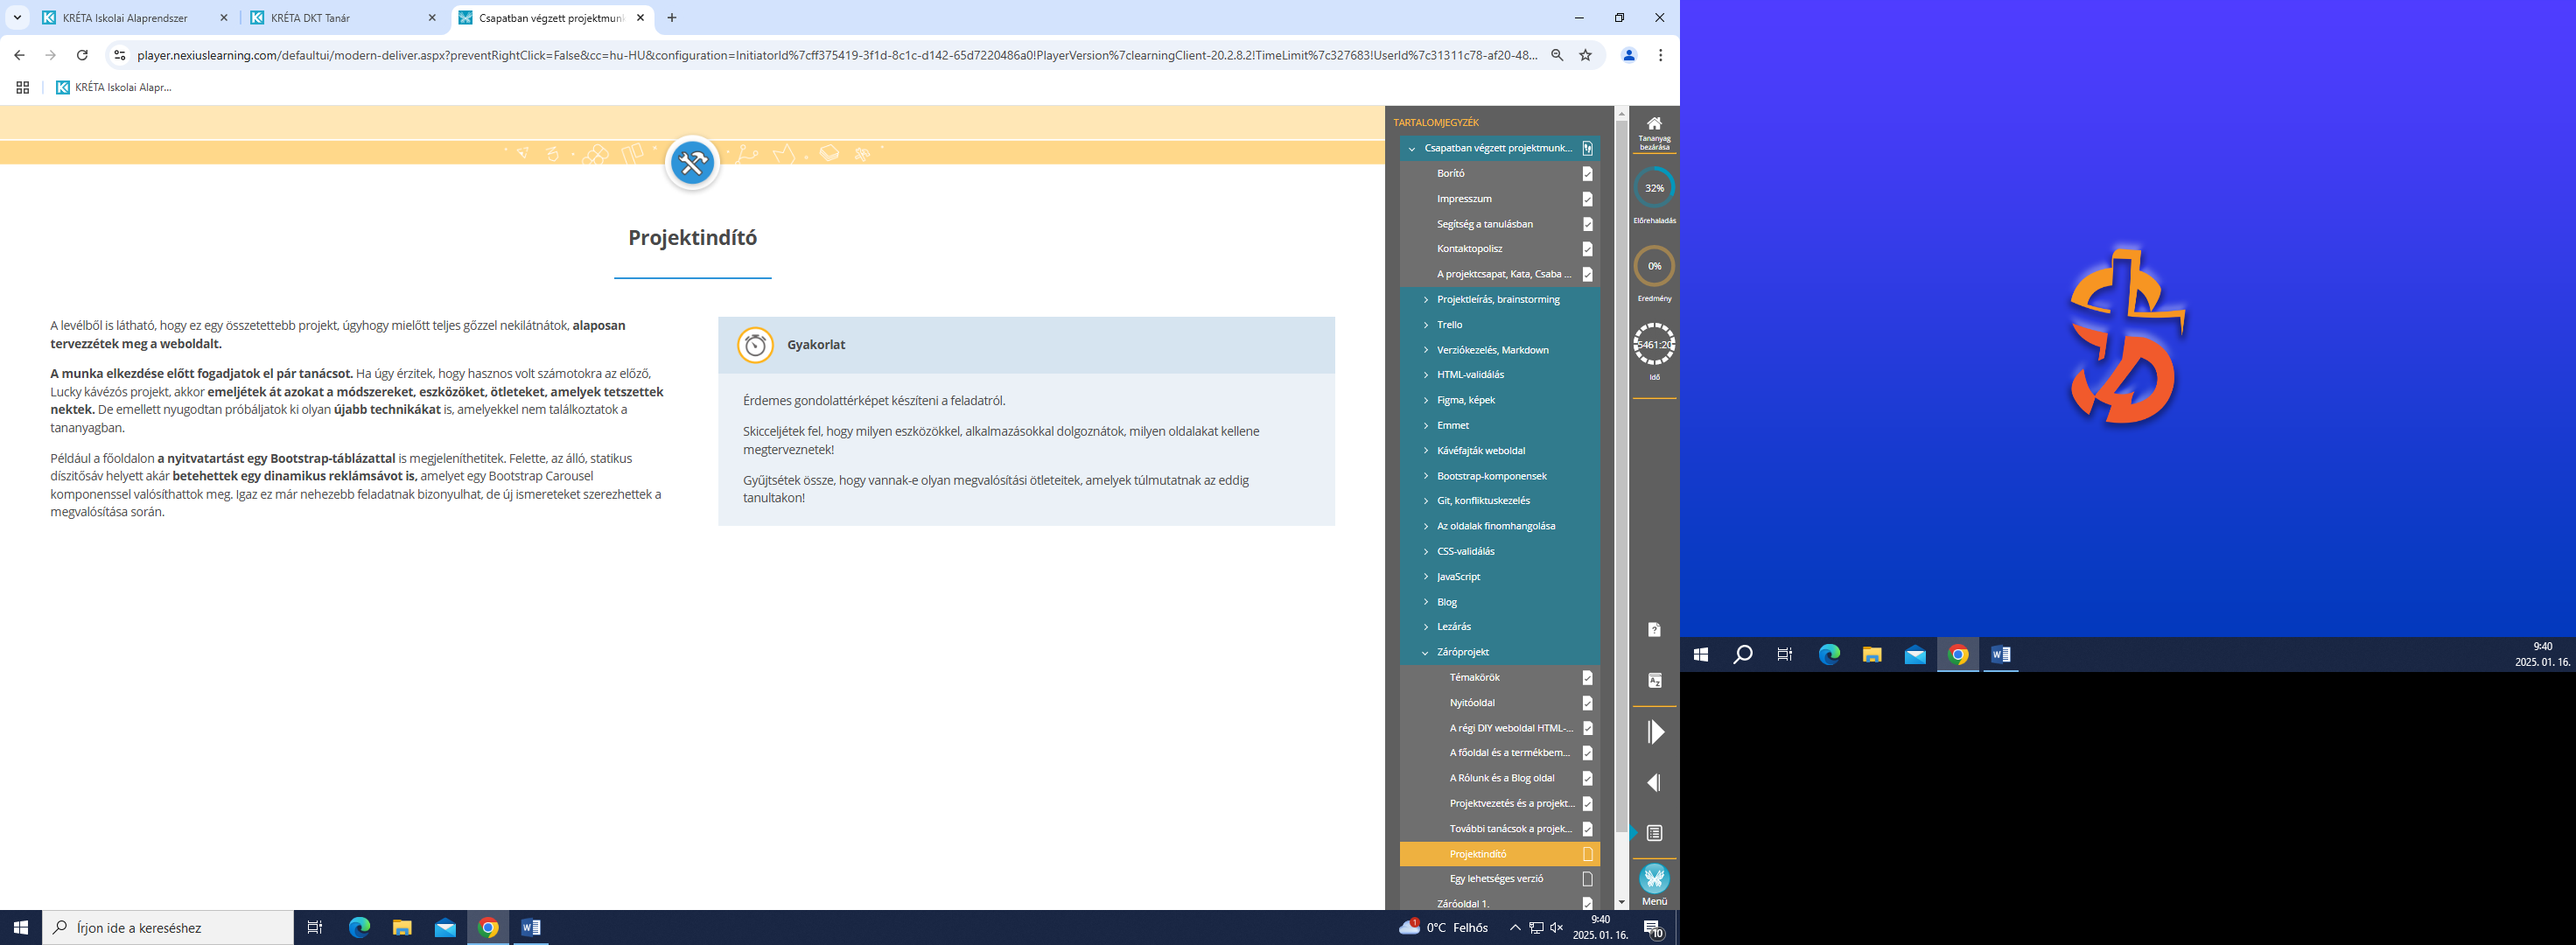 KRÉTA Iskolai Alaprendszer
KRÉTA DKT Tanár
Csapatban végzett projektmunk
player.nexiuslearning.com/defaultui/modern-deliver.aspx?preventRightClick=False&cc=hu-HU&configuration=InitiatorId%7cff375419-3f1d-8c1c-d142-65d7220486a0!PlayerVersion%7clearningClient-20.2.8.2!TimeLimit%7c327683!UserId%7c31311c78-af20-48...
KRÉTA Iskolai Alapr...
Projektindító
A levélből is látható, hogy ez egy összetettebb projekt, úgyhogy mielőtt teljes gőzzel nekilátnátok, alaposan
tervezzétek meg a weboldalt.
A munka elkezdése előtt fogadjatok el pár tanácsot. Ha úgy érzitek, hogy hasznos volt számotokra az előző,
Lucky kávézós projekt, akkor emeljétek át azokat a módszereket, eszközöket, ötleteket, amelyek tetszettek
nektek. De emellett nyugodtan próbáljatok ki olyan újabb technikákat is, amelyekkel nem találkoztatok a
tananyagban.
Például a főoldalon a nyitvatartást egy Bootstrap-táblázattal is megjeleníthetitek. Felette, az álló, statikus
díszítősáv helyett akár betehettek egy dinamikus reklámsávot is, amelyet egy Bootstrap Carousel
komponenssel valósíthattok meg. Igaz ez már nehezebb feladatnak bizonyulhat, de új ismereteket szerezhettek a
megvalósítása során.
Gyakorlat
Érdemes gondolattérképet készíteni a feladatról.
Skicceljétek fel, hogy milyen eszközökkel, alkalmazásokkal dolgoznátok, milyen oldalakat kellene
megterveznetek!
Gyűjtsétek össze, hogy vannak-e olyan megvalósítási ötleteitek, amelyek túlmutatnak az eddig
tanultakon!
TARTALOMJEGYZÉK
Csapatban végzett projektmunk...
Borító
Impresszum
Segítség a tanulásban
Kontaktopolisz
A projektcsapat, Kata, Csaba ...
Projektleírás, brainstorming
Trello
Verziókezelés, Markdown
HTML-validálás
Figma, képek
Emmet
Kávéfajták weboldal
Bootstrap-komponensek
Git, konfliktuskezelés
Az oldalak finomhangolása
CSS-validálás
JavaScript
Blog
Lezárás
Záróprojekt
Témakörök
Nyitóoldal
A régi DIY weboldal HTML-...
A főoldal és a termékbem...
A Rólunk és a Blog oldal
Projektvezetés és a projekt...
További tanácsok a projek...
Projektindító
Egy lehetséges verzió
Záróoldal 1.
Tananyag
bezárása
32%
Előrehaladás
0%
Eredmény
5461:20
Idő
Menü
Írjon ide a kereséshez
1
0°C Felhős
9:40
2025. 01. 16.
10
9:40
2025. 01. 16.